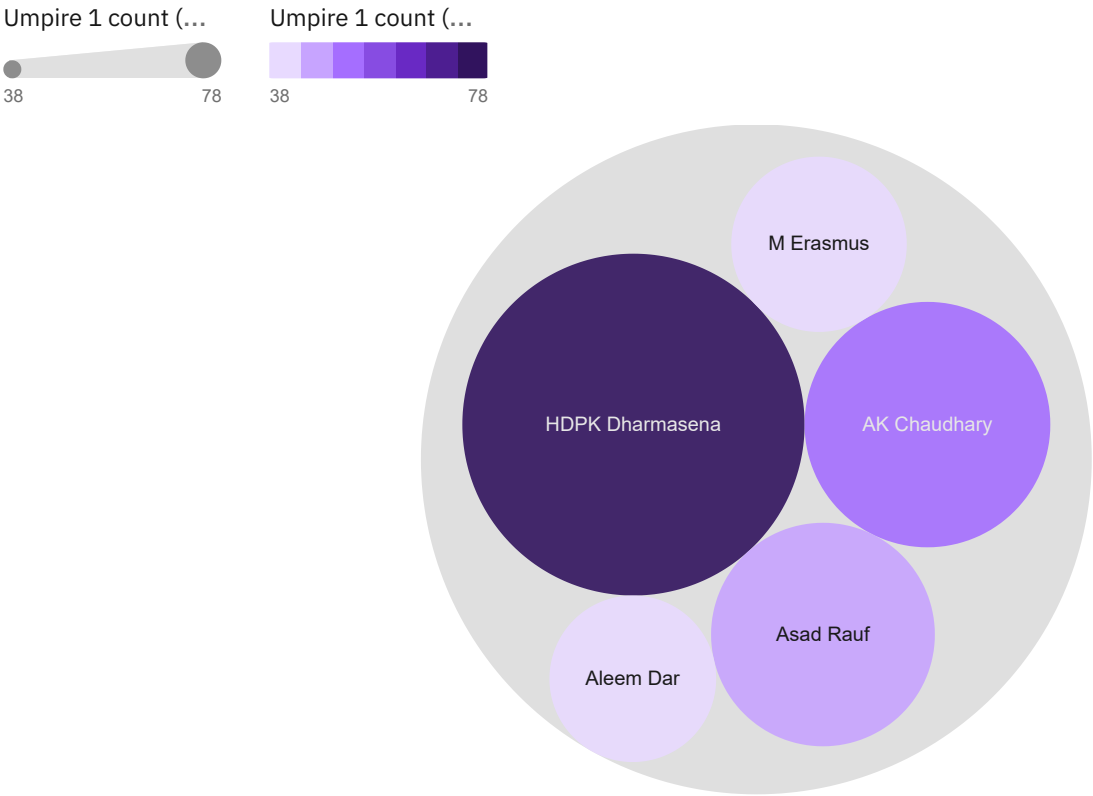 Umpire 1 count (...
38 78
Umpire 1 count (...
38 78
M Erasmus
HDPK Dharmasena
AK Chaudhary
Asad Rauf
Aleem Dar